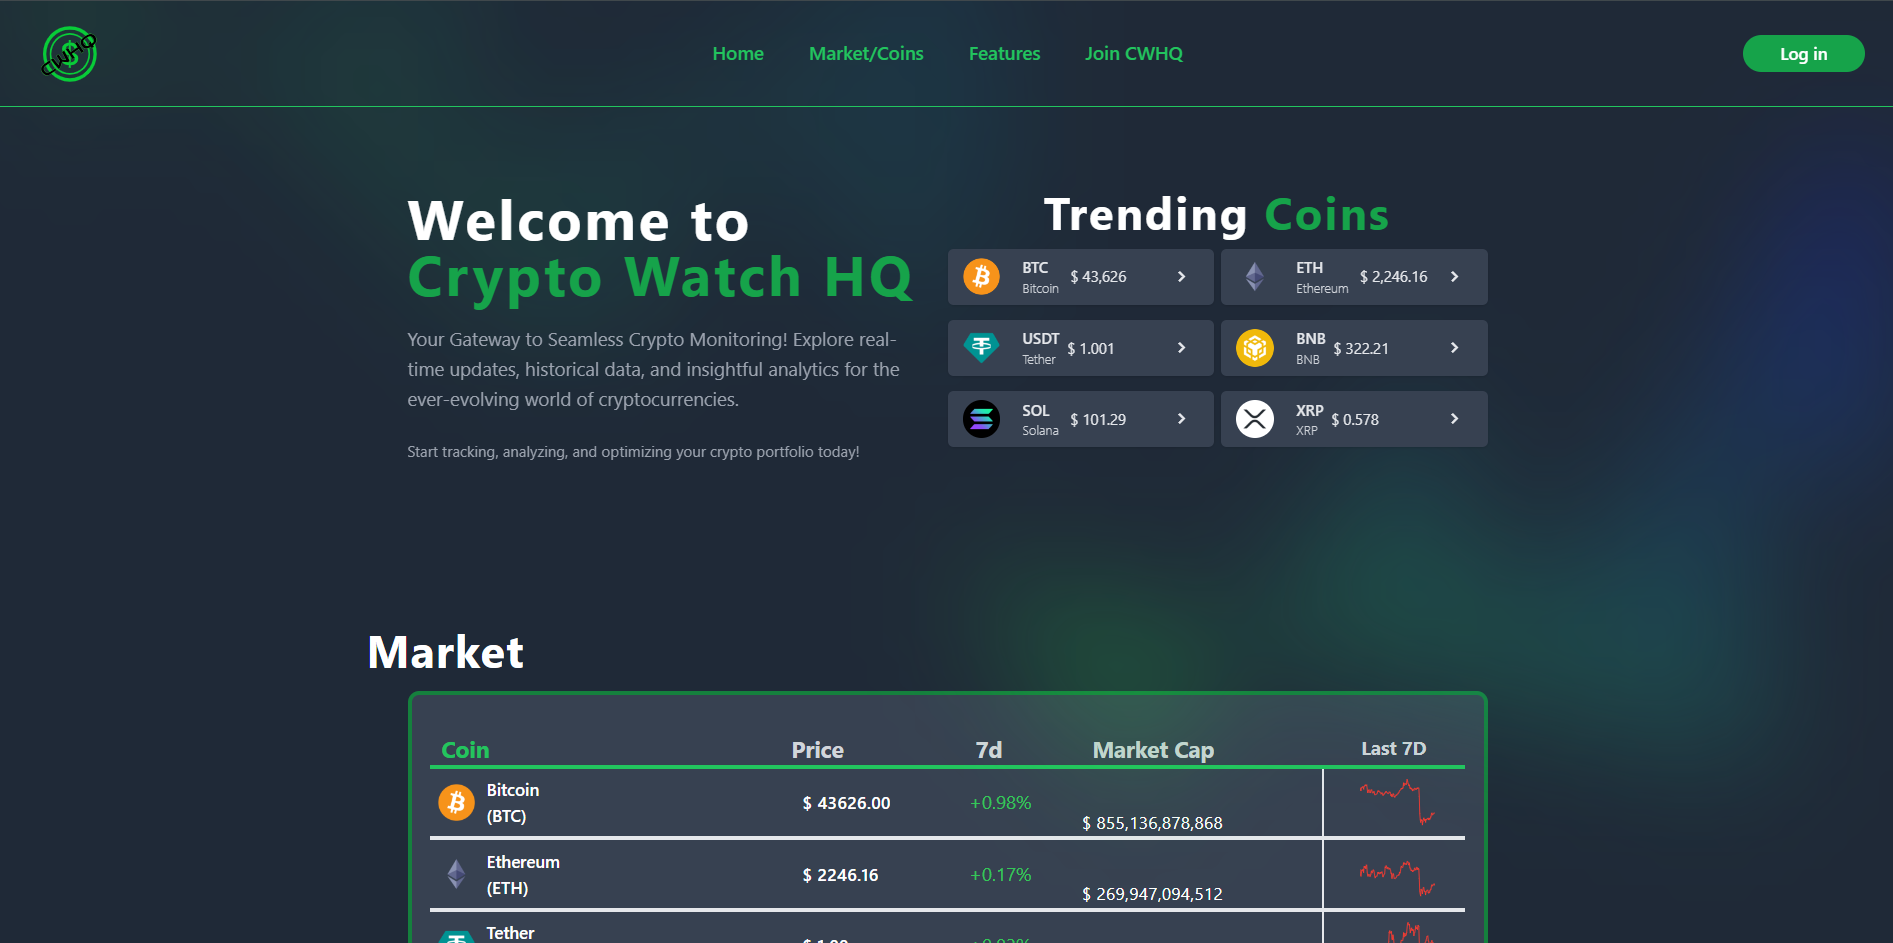 $
CWHQ
Home
Market/Coins
Features
Join CWHQ
Log in
Welcome to
Crypto Watch HQ
Your Gateway to Seamless Crypto Monitoring! Explore real-
time updates, historical data, and insightful analytics for the
ever-evolving world of cryptocurrencies.
Start tracking, analyzing, and optimizing your crypto portfolio today!
Trending Coins
BTC
Bitcoin
$ 43,626
ETH
Ethereum
$ 2,246.16
USDT
Tether
$ 1.001
BNB
BNB
$ 322.21
SOL
Solana
$ 101.29
XRP
XRP
$ 0.578
Market
Coin
Price
7d
Market Cap
Last 7D
Bitcoin
(BTC)
$ 43626.00
+0.98%
$ 855,136,878,868
Ethereum
(ETH)
$ 2246.16
+0.17%
$ 269,947,094,512
Tether